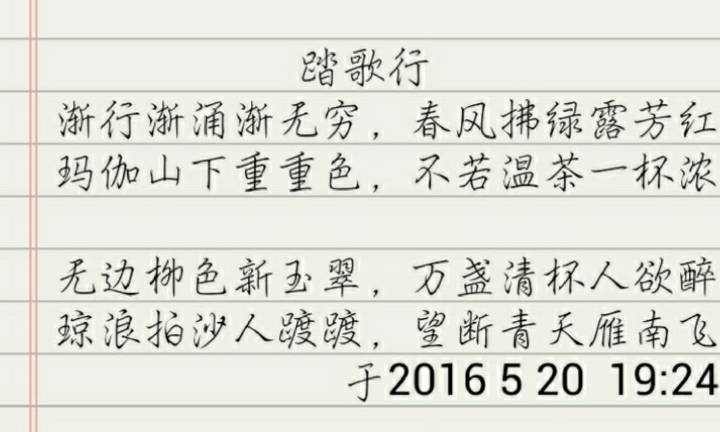 踏歌行
渐行渐涌渐无穷，春风拂绿露芳红
玛伽山下重重色，不若温茶一杯浓
无边柳色新玉翠，万盏清杯人欲醉
琼浪拍沙人踱踱，望断青天雁南飞
于2016 5 20 19:24